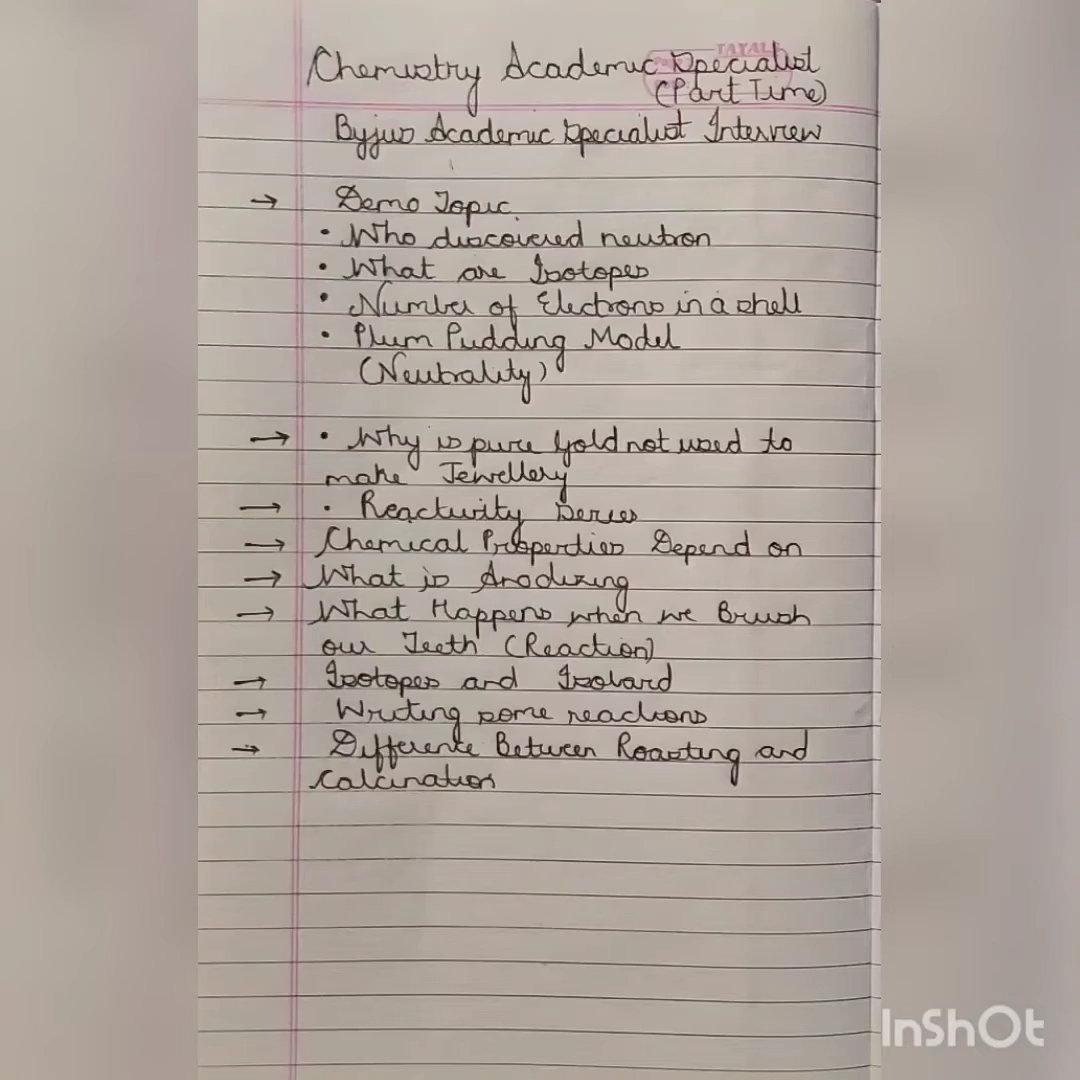 TAYAL
Chemistry Academic Specialist
(Part Time)
Byjus Academic Specialist Interview
→ Demo Topic.
• Who discovered neutron
• What are Isotopes
• Number of Electrons in a shell
• Plum Pudding Model
(Neutrality)
→ • Why is pure Gold not used to
make Jewellery
→ • Reactivity Series
→ Chemical Properties Depend on
→ What is Anodizing
→ What Happens when we Brush
our Teeth (Reaction)
→ Isotopes and Isobard
→ Writing some reactions
→ Difference Between Roasting and
Calcination
InShOt